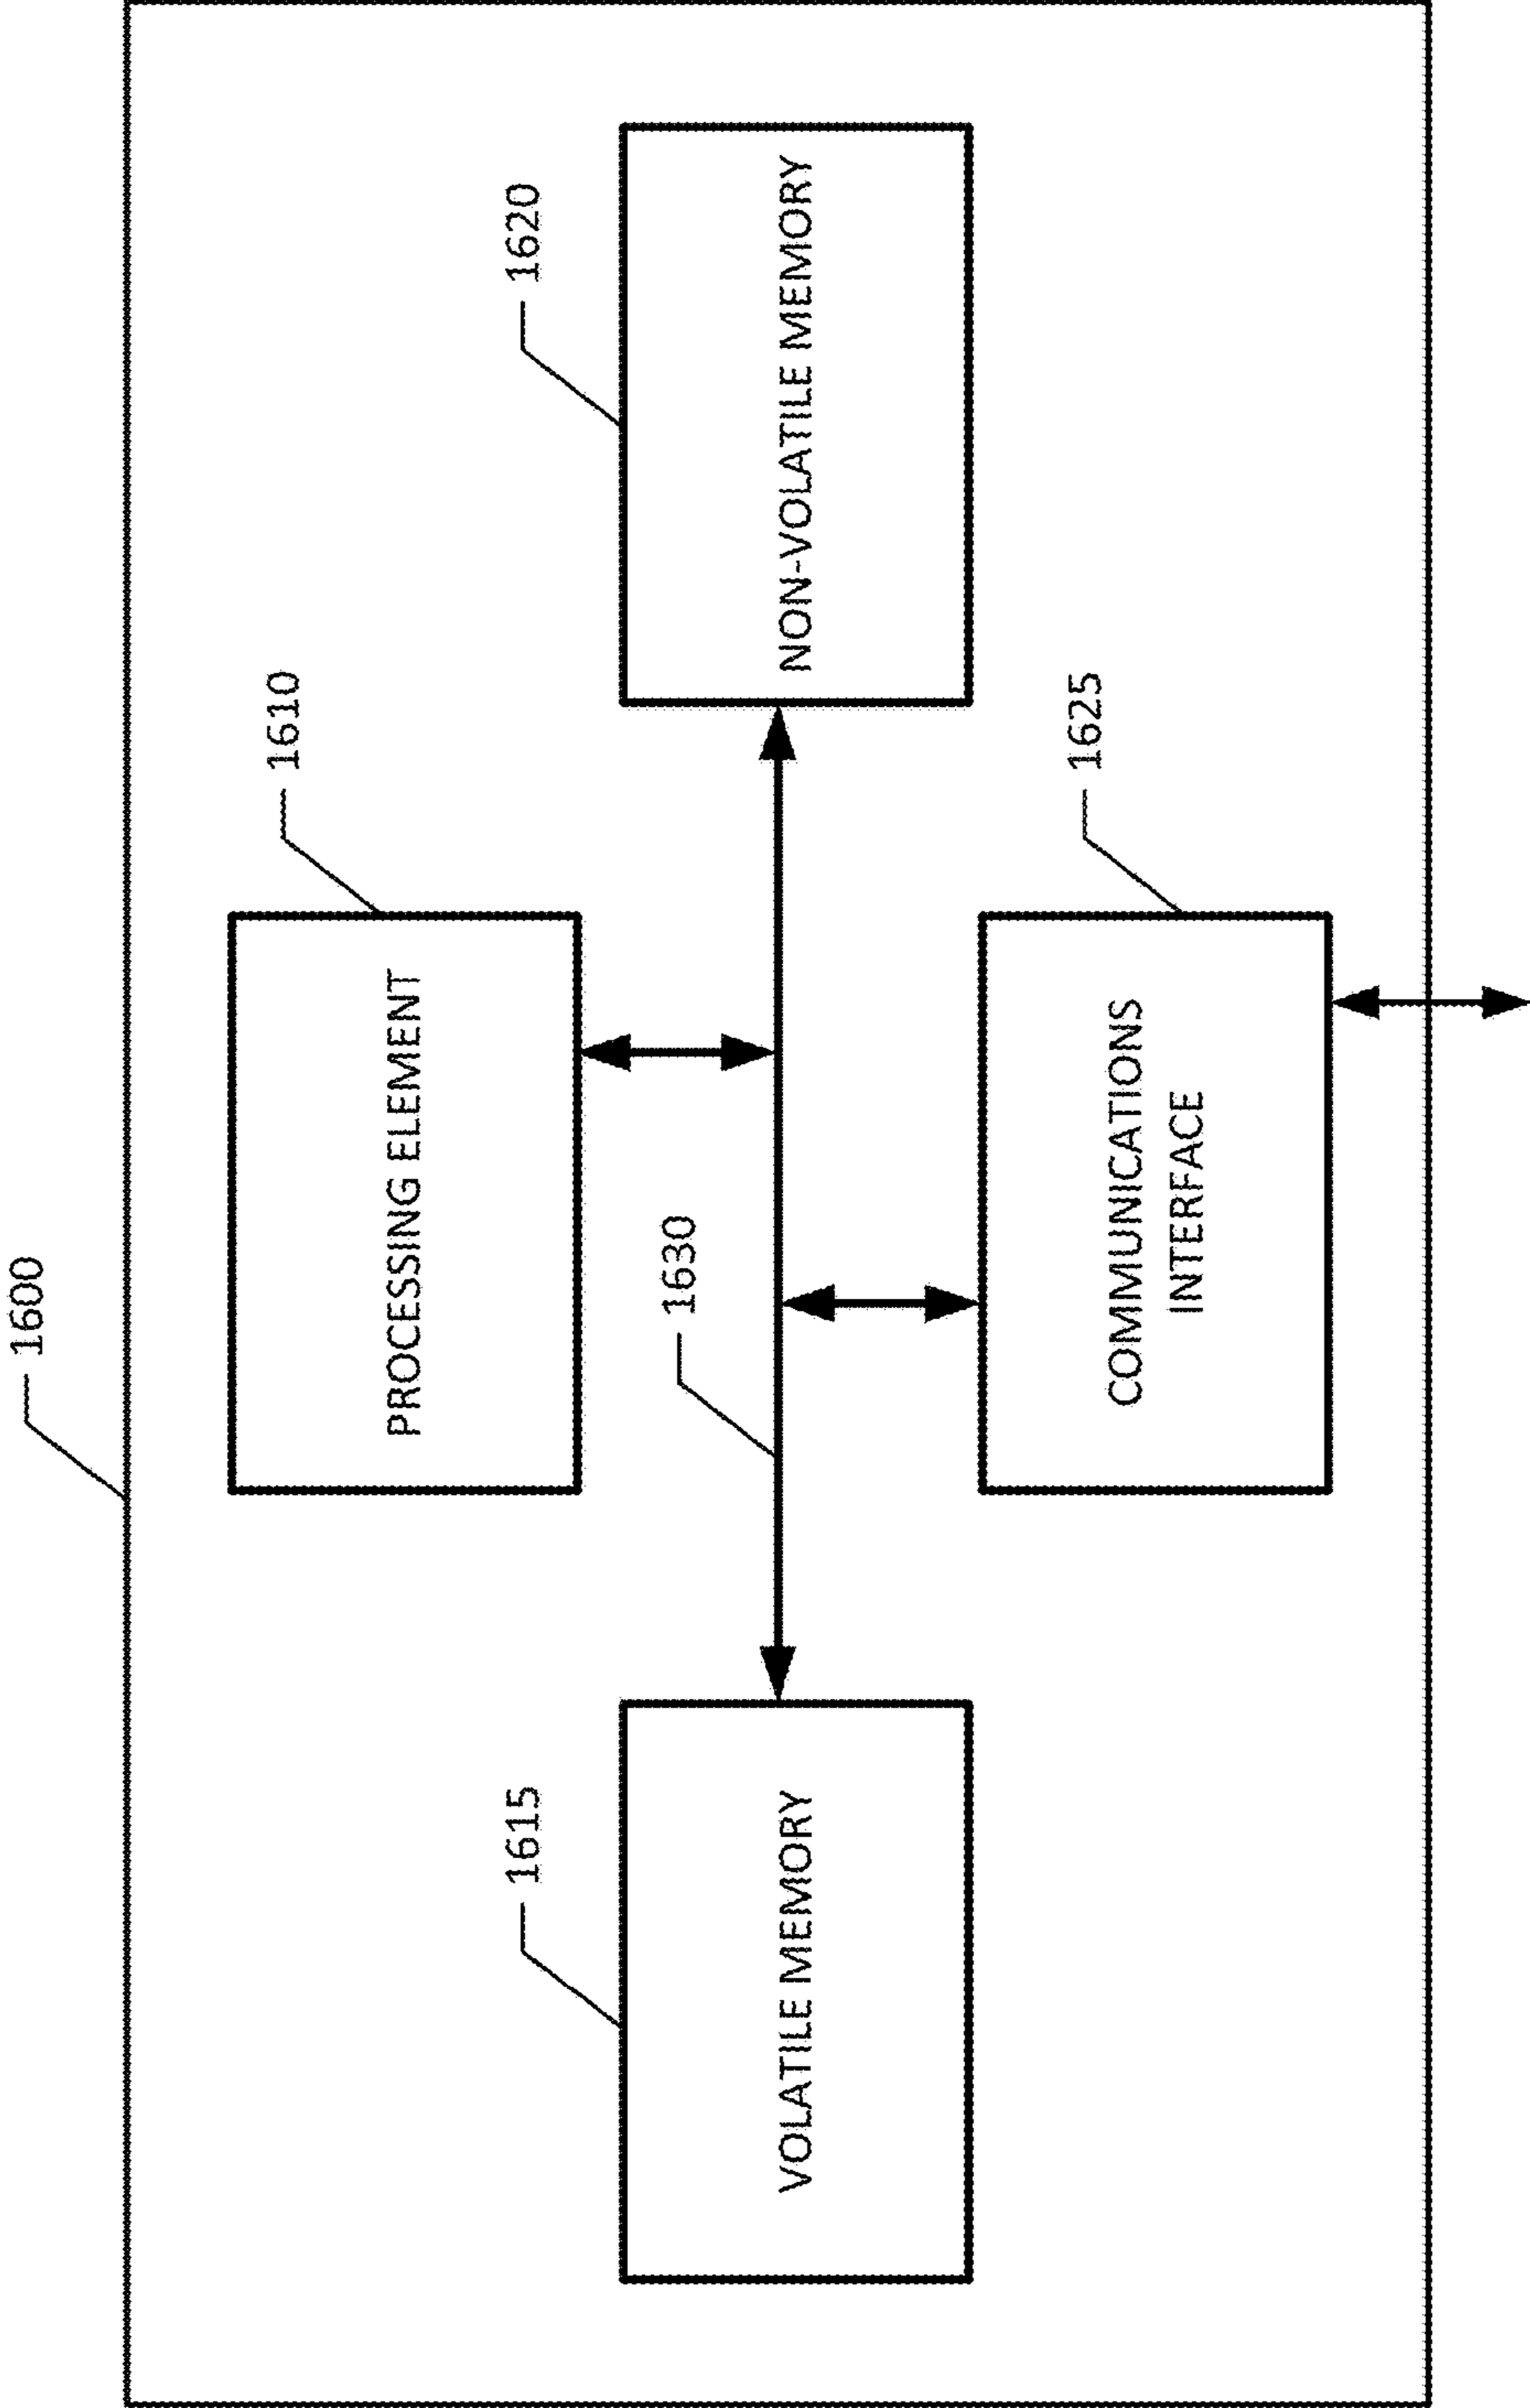 1600
1610
PROCESSING ELEMENT
1615
1630
1620
VOLATILE MEMORY
NON-VOLATILE MEMORY
1625
COMMUNICATIONS
INTERFACE